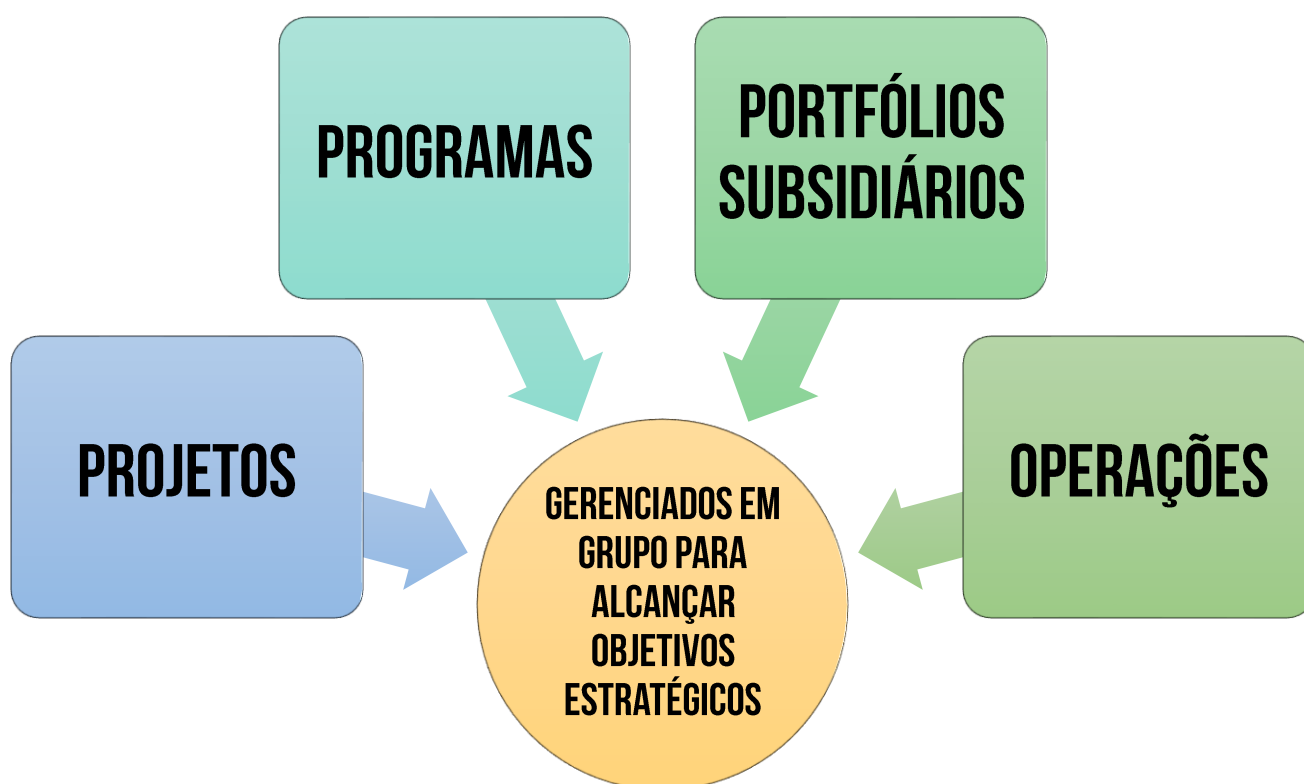 PROGRAMAS
PORTFÓLIOS
SUBSIDIÁRIOS
PROJETOS
OPERAÇÕES
GERENCIADOS EM
GRUPO PARA
ALCANÇAR
OBJETIVOS
ESTRATÉGICOS